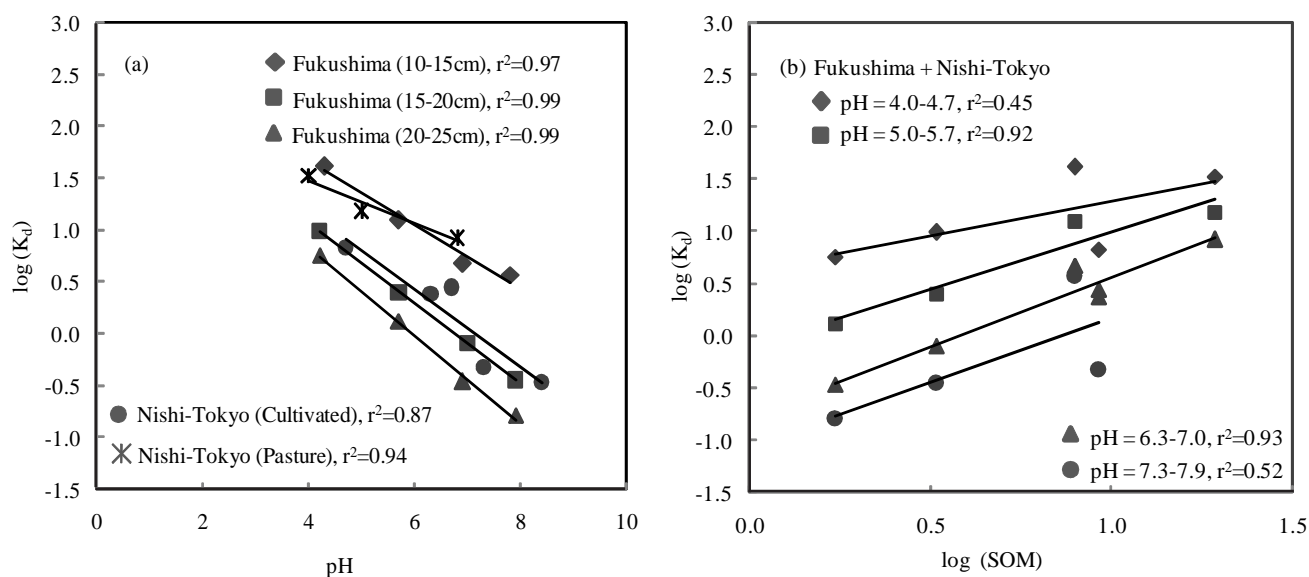 3.0
2.5
2.0
1.5
1.0
0.5
0.0
-0.5
-1.0
-1.5
log (Kd)
(a)
Fukushima (10-15cm), r²=0.97
Fukushima (15-20cm), r²=0.99
Fukushima (20-25cm), r²=0.99
Nishi-Tokyo (Cultivated), r²=0.87
Nishi-Tokyo (Pasture), r²=0.94
0 2 4 6 8 10
pH
3.0
2.5
2.0
1.5
1.0
0.5
0.0
-0.5
-1.0
-1.5
log (Kd)
(b) Fukushima + Nishi-Tokyo
pH = 4.0-4.7, r²=0.45
pH = 5.0-5.7, r²=0.92
pH = 6.3-7.0, r²=0.93
pH = 7.3-7.9, r²=0.52
0.0 0.5 1.0 1.5
log (SOM)